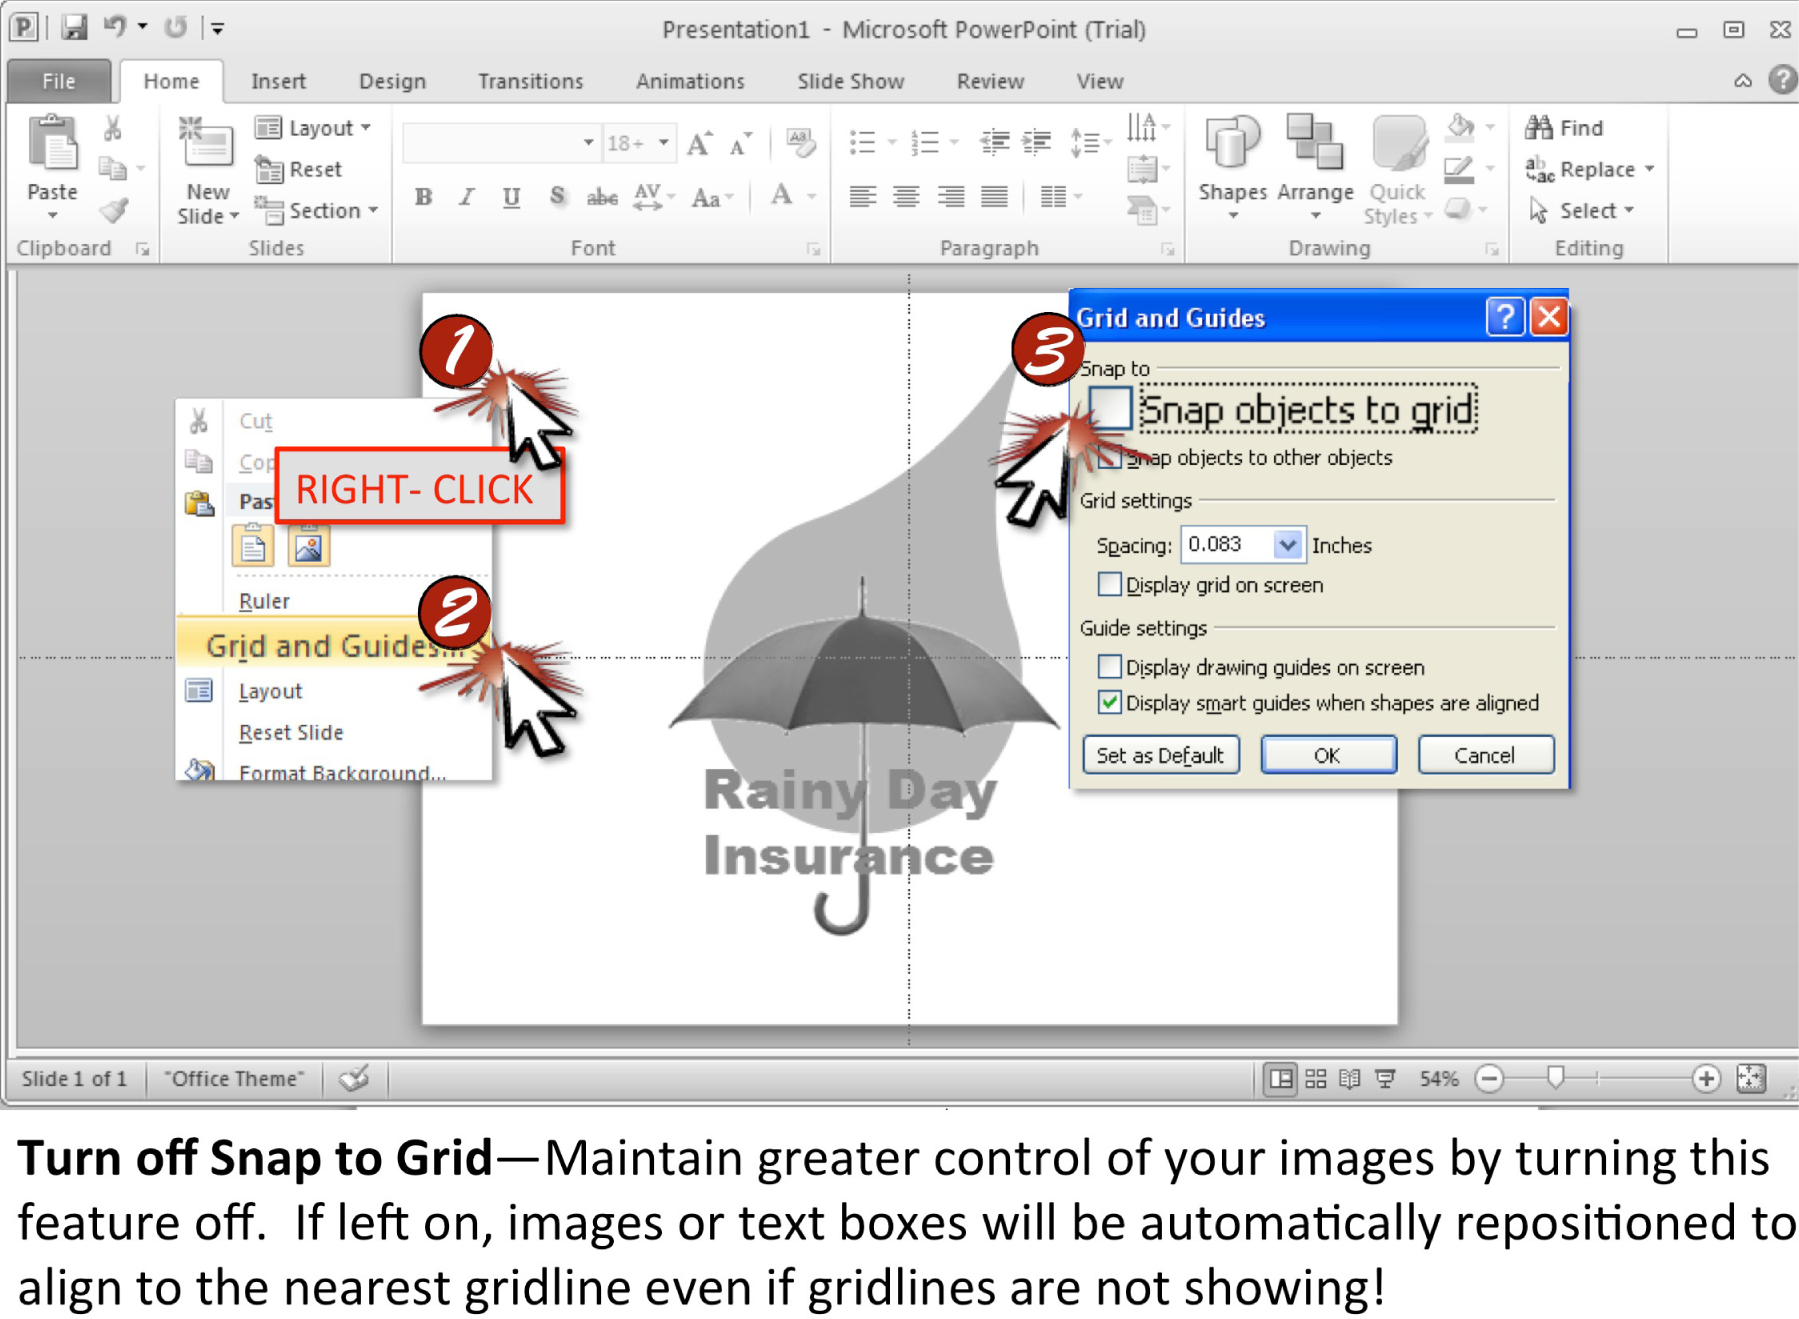 Presentation1 - Microsoft PowerPoint (Trial)
File Home Insert Design Transitions Animations Slide Show Review View
Paste
Clipboard
New Slide
Layout
Reset
Section
Slides
18+
A A
B I U S abc AV Aa A
Font
Paragraph
Shapes Arrange Quick Styles
Drawing
Find
Replace
Select
Editing
1
Cut
Cop
RIGHT- CLICK
Pas
Ruler
2
Grid and Guides...
Layout
Reset Slide
Format Background...
Rainy Day
Insurance
3
Grid and Guides
Snap to
Snap objects to grid
Snap objects to other objects
Grid settings
Spacing: 0.083 Inches
Display grid on screen
Guide settings
Display drawing guides on screen
Display smart guides when shapes are aligned
Set as Default OK Cancel
Slide 1 of 1 "Office Theme" 54%
Turn off Snap to Grid—Maintain greater control of your images by turning this
feature off. If left on, images or text boxes will be automatically repositioned to
align to the nearest gridline even if gridlines are not showing!